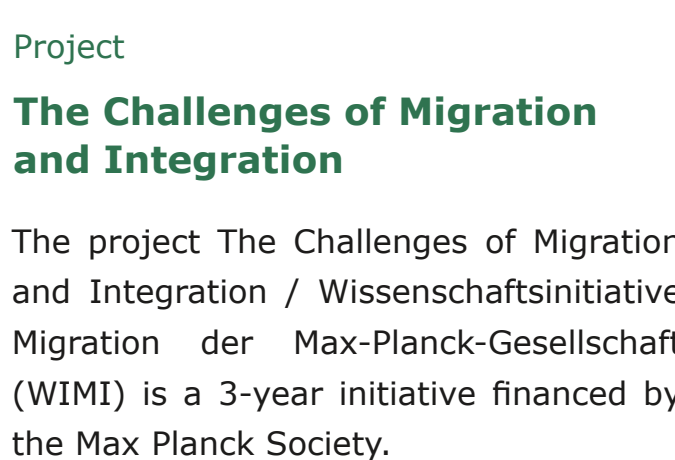 Project
The Challenges of Migration
and Integration
The project The Challenges of Migration
and Integration / Wissenschaftsinitiative
Migration der Max-Planck-Gesellschaft
(WIMI) is a 3-year initiative financed by
the Max Planck Society.